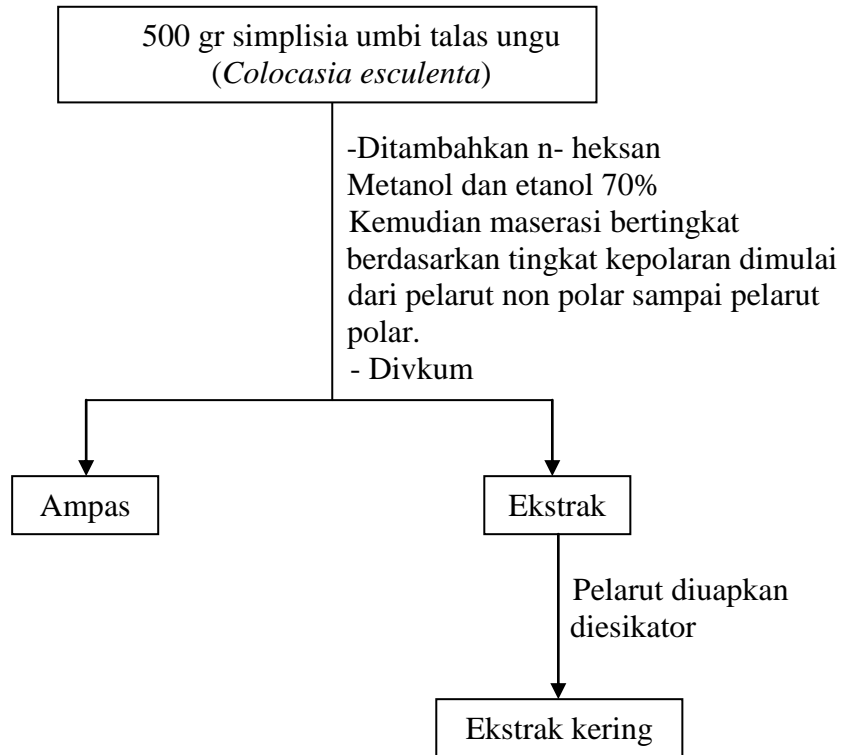 500 gr simplisia umbi talas ungu
(Colocasia esculenta)
-Ditambahkan n- heksan
Metanol dan etanol 70%
Kemudian maserasi bertingkat
berdasarkan tingkat kepolaran dimulai
dari pelarut non polar sampai pelarut
polar.
- Divkum
Ampas
Ekstrak
Pelarut diuapkan
diesikator
Ekstrak kering